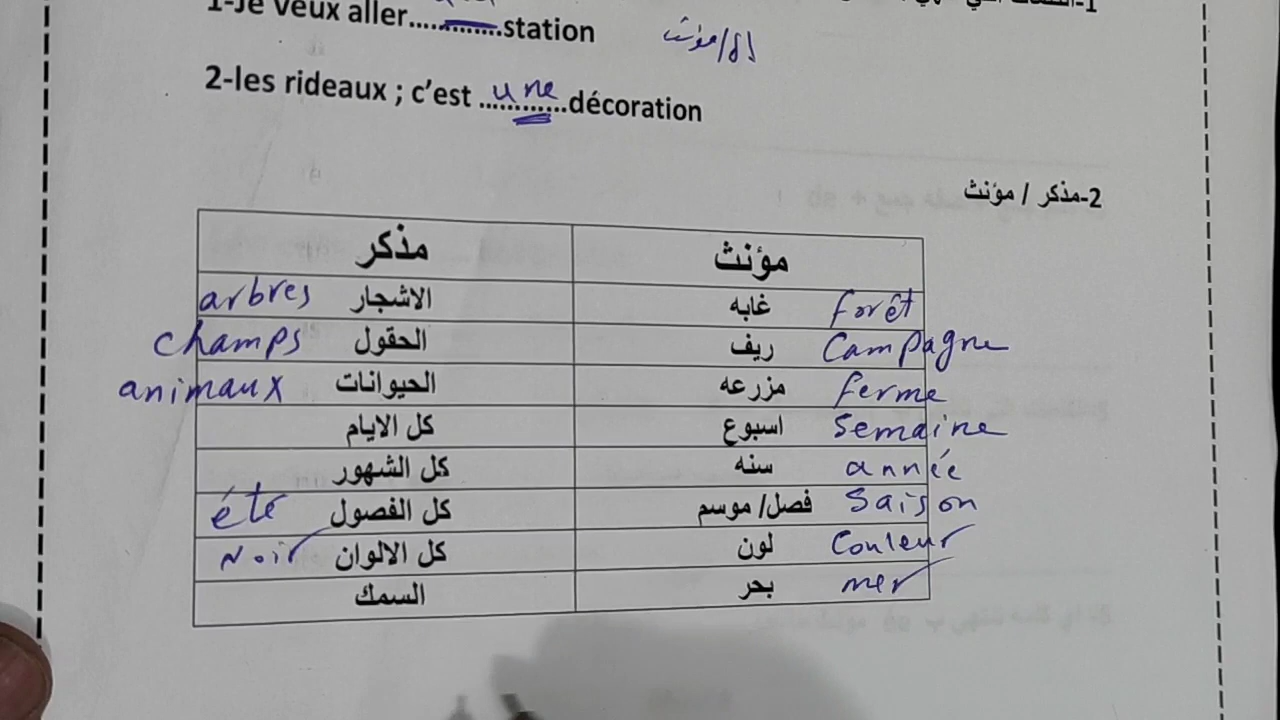 1-Je veux aller.............station
la/مؤنث
2-les rideaux ; c’est ....une....décoration
2-مذكر / مؤنث
مذكر مؤنث
arbres الاشجار غابه forêt
champs الحقول ريف Campagne
animaux الحيوانات مزرعه ferme
كل الايام اسبوع Semaine
كل الشهور سنه année
été كل الفصول فصل/ موسم Saison
Noir كل الالوان لون Couleur
السمك بحر mer